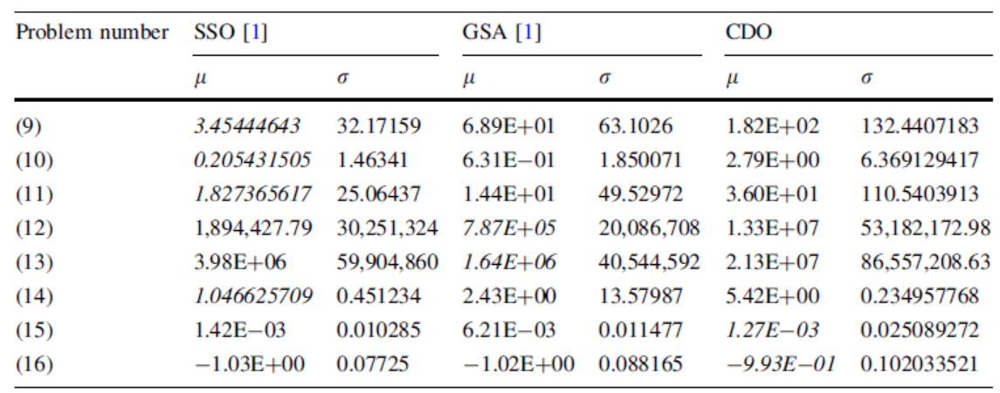 Problem number SSO [1] GSA [1] CDO
μ σ μ σ μ σ
(9) 3.45444643 32.17159 6.89E+01 63.1026 1.82E+02 132.4407183
(10) 0.205431505 1.46341 6.31E−01 1.850071 2.79E+00 6.369129417
(11) 1.827365617 25.06437 1.44E+01 49.52972 3.60E+01 110.5403913
(12) 1,894,427.79 30,251,324 7.87E+05 20,086,708 1.33E+07 53,182,172.98
(13) 3.98E+06 59,904,860 1.64E+06 40,544,592 2.13E+07 86,557,208.63
(14) 1.046625709 0.451234 2.43E+00 13.57987 5.42E+00 0.234957768
(15) 1.42E−03 0.010285 6.21E−03 0.011477 1.27E−03 0.025089272
(16) −1.03E+00 0.07725 −1.02E+00 0.088165 −9.93E−01 0.102033521